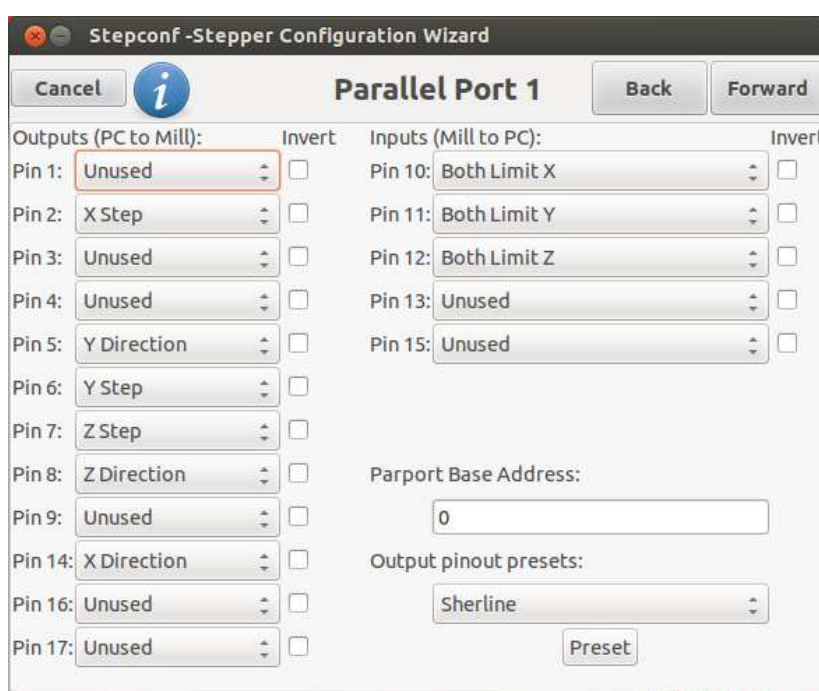 Stepconf -Stepper Configuration Wizard
Cancel
i
Parallel Port 1
Back
Forward
Outputs (PC to Mill): Invert
Pin 1: Unused
Pin 2: X Step
Pin 3: Unused
Pin 4: Unused
Pin 5: Y Direction
Pin 6: Y Step
Pin 7: Z Step
Pin 8: Z Direction
Pin 9: Unused
Pin 14: X Direction
Pin 16: Unused
Pin 17: Unused
Inputs (Mill to PC): Invert
Pin 10: Both Limit X
Pin 11: Both Limit Y
Pin 12: Both Limit Z
Pin 13: Unused
Pin 15: Unused
Parport Base Address:
0
Output pinout presets:
Sherline
Preset